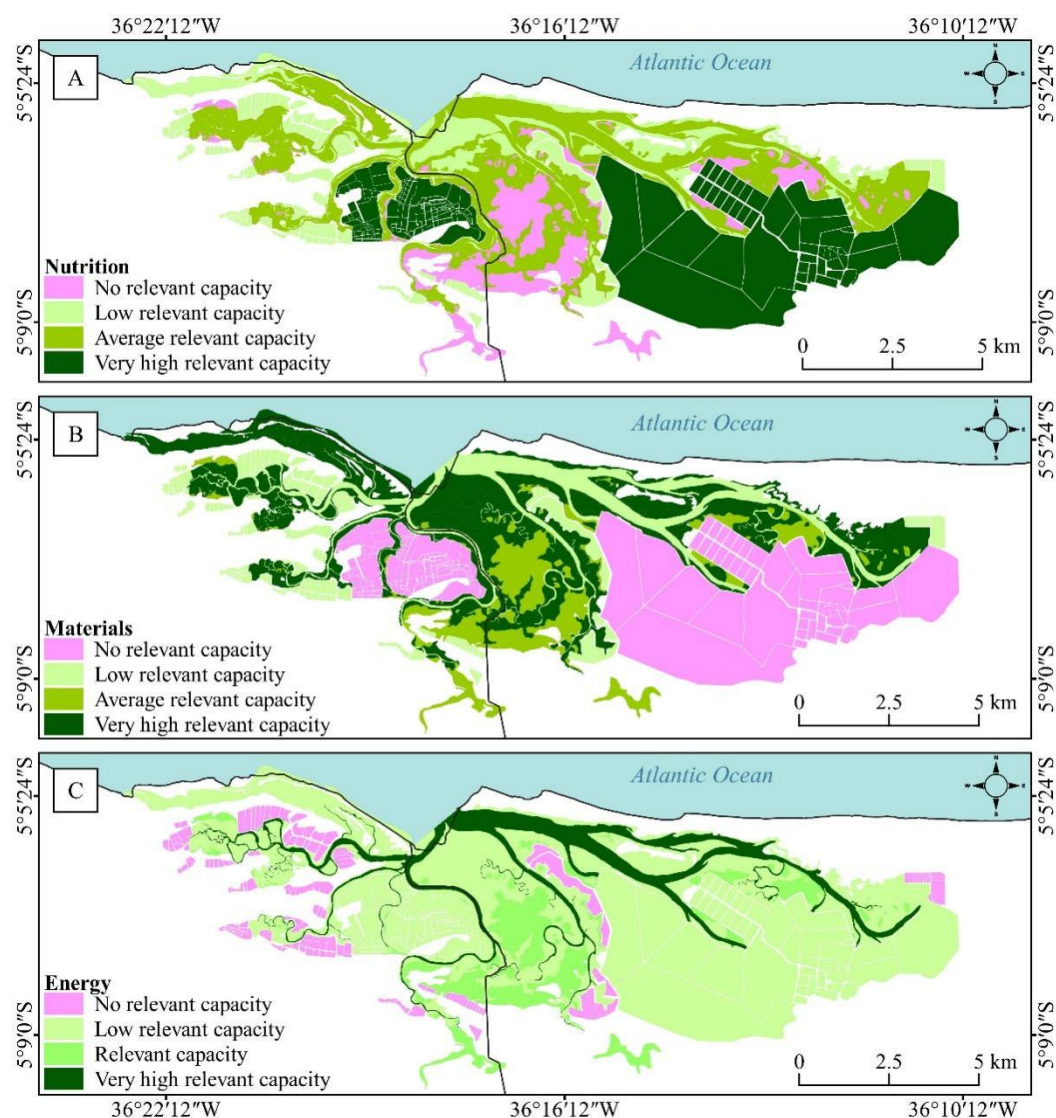 36°22'12"W 36°16'12"W 36°10'12"W
A
Atlantic Ocean
N
W E
S
5°5'24"S
5°5'24"S
Nutrition
No relevant capacity
Low relevant capacity
Average relevant capacity
Very high relevant capacity
5°9'0"S
5°9'0"S
0 2.5 5 km
B
Atlantic Ocean
N
W E
S
5°5'24"S
5°5'24"S
Materials
No relevant capacity
Low relevant capacity
Average relevant capacity
Very high relevant capacity
5°9'0"S
5°9'0"S
0 2.5 5 km
C
Atlantic Ocean
N
W E
S
5°5'24"S
5°5'24"S
Energy
No relevant capacity
Low relevant capacity
Relevant capacity
Very high relevant capacity
5°9'0"S
5°9'0"S
0 2.5 5 km
36°22'12"W 36°16'12"W 36°10'12"W